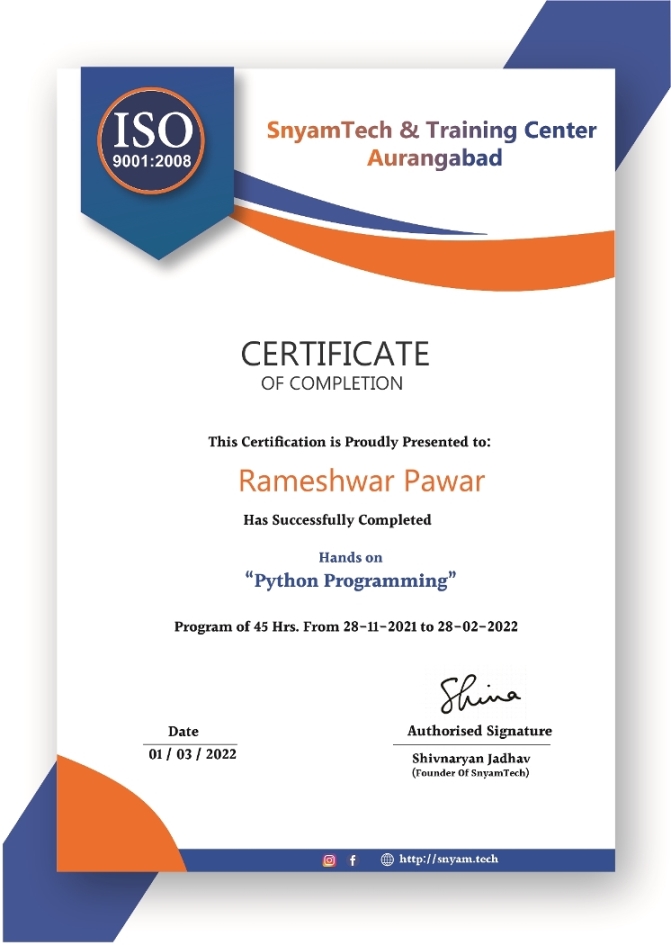 ISO
9001:2008
SnyamTech & Training Center
Aurangabad
CERTIFICATE
OF COMPLETION
This Certification is Proudly Presented to:
Rameshwar Pawar
Has Successfully Completed
Hands on
“Python Programming”
Program of 45 Hrs. From 28-11-2021 to 28-02-2022
Shina
Date
Authorised Signature
01 / 03 / 2022
Shivnaryan Jadhav
(Founder Of SnyamTech)
http://snyam.tech